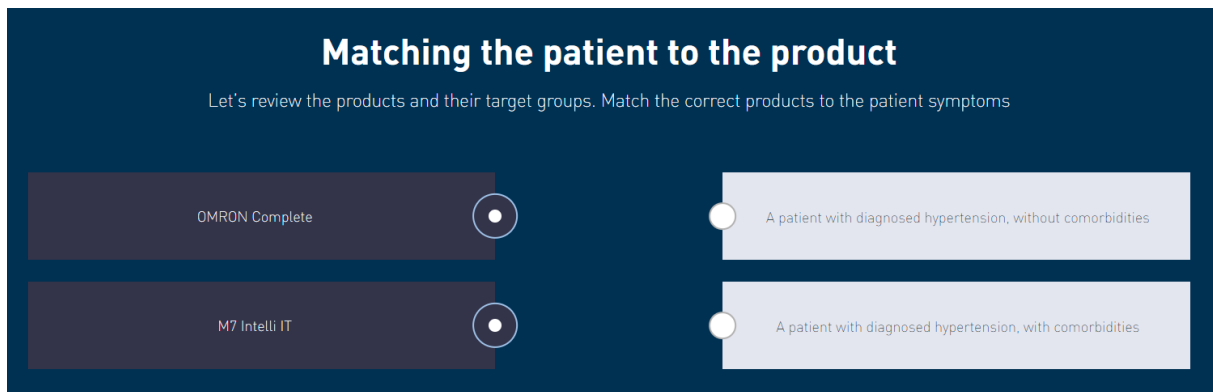 Matching the patient to the product
Let's review the products and their target groups. Match the correct products to the patient symptoms
OMRON Complete
A patient with diagnosed hypertension, without comorbidities
M7 Intelli IT
A patient with diagnosed hypertension, with comorbidities